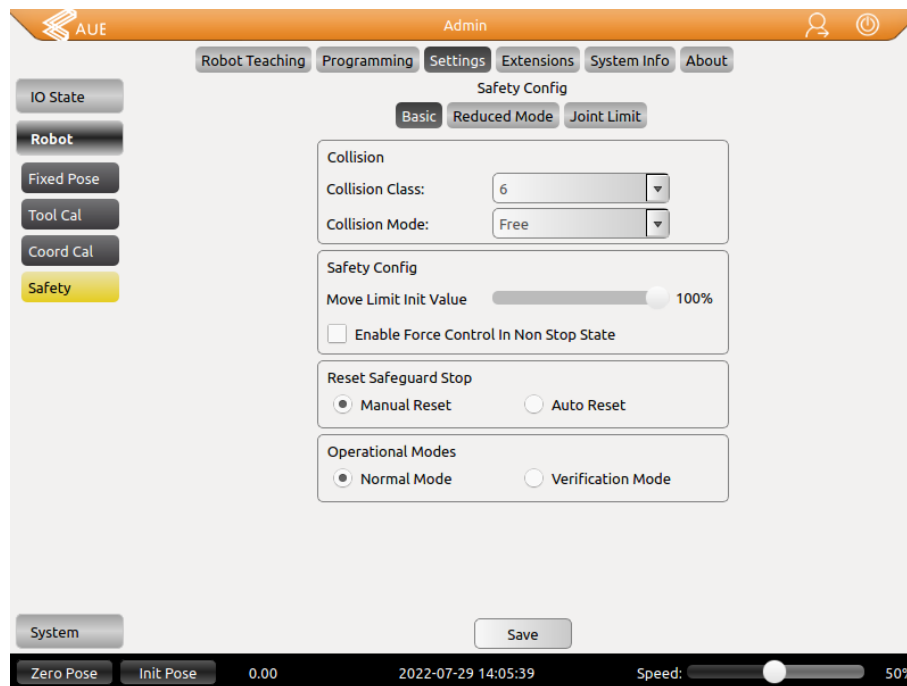 AUE
Admin
Robot Teaching Programming Settings Extensions System Info About
Safety Config
IO State
Basic Reduced Mode Joint Limit
Robot
Collision
Fixed Pose
Collision Class: 6
Tool Cal
Collision Mode: Free
Coord Cal
Safety Config
Safety
Move Limit Init Value 100%
Enable Force Control In Non Stop State
Reset Safeguard Stop
Manual Reset Auto Reset
Operational Modes
Normal Mode Verification Mode
System
Save
Zero Pose Init Pose 0.00 2022-07-29 14:05:39 Speed: 50